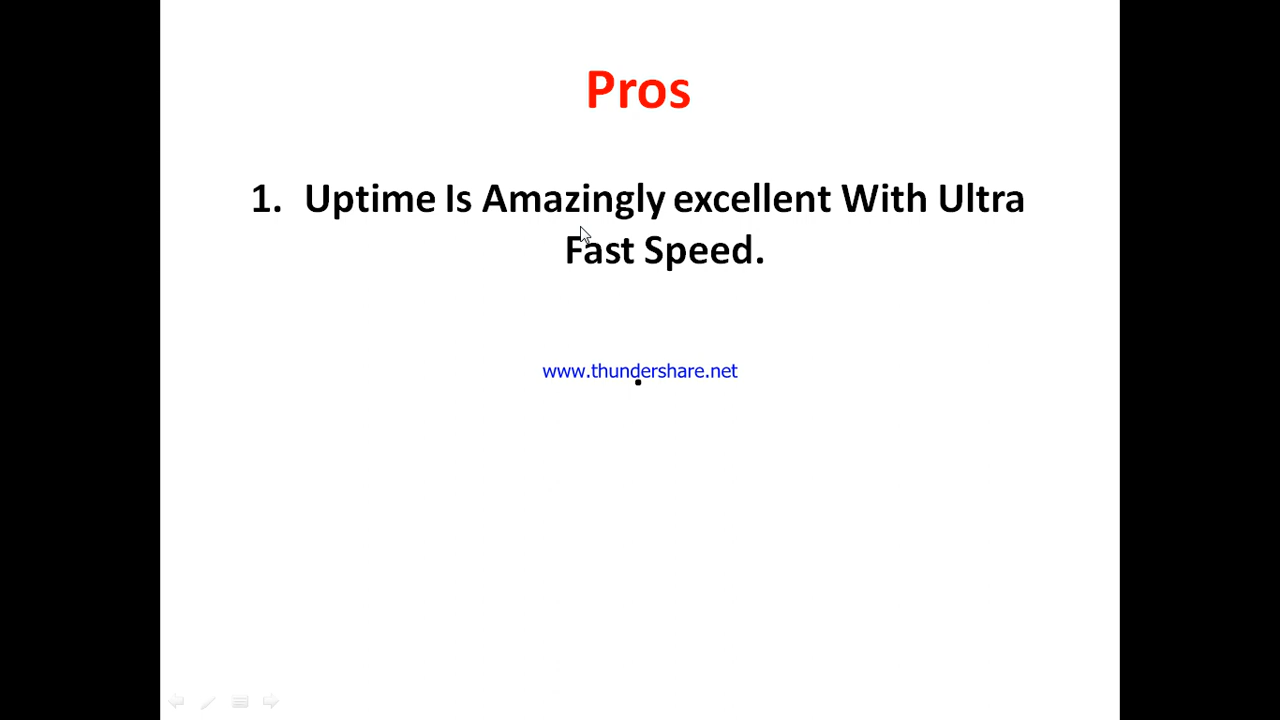 Pros
1. Uptime Is Amazingly excellent With Ultra
Fast Speed.
www.thundershare.net